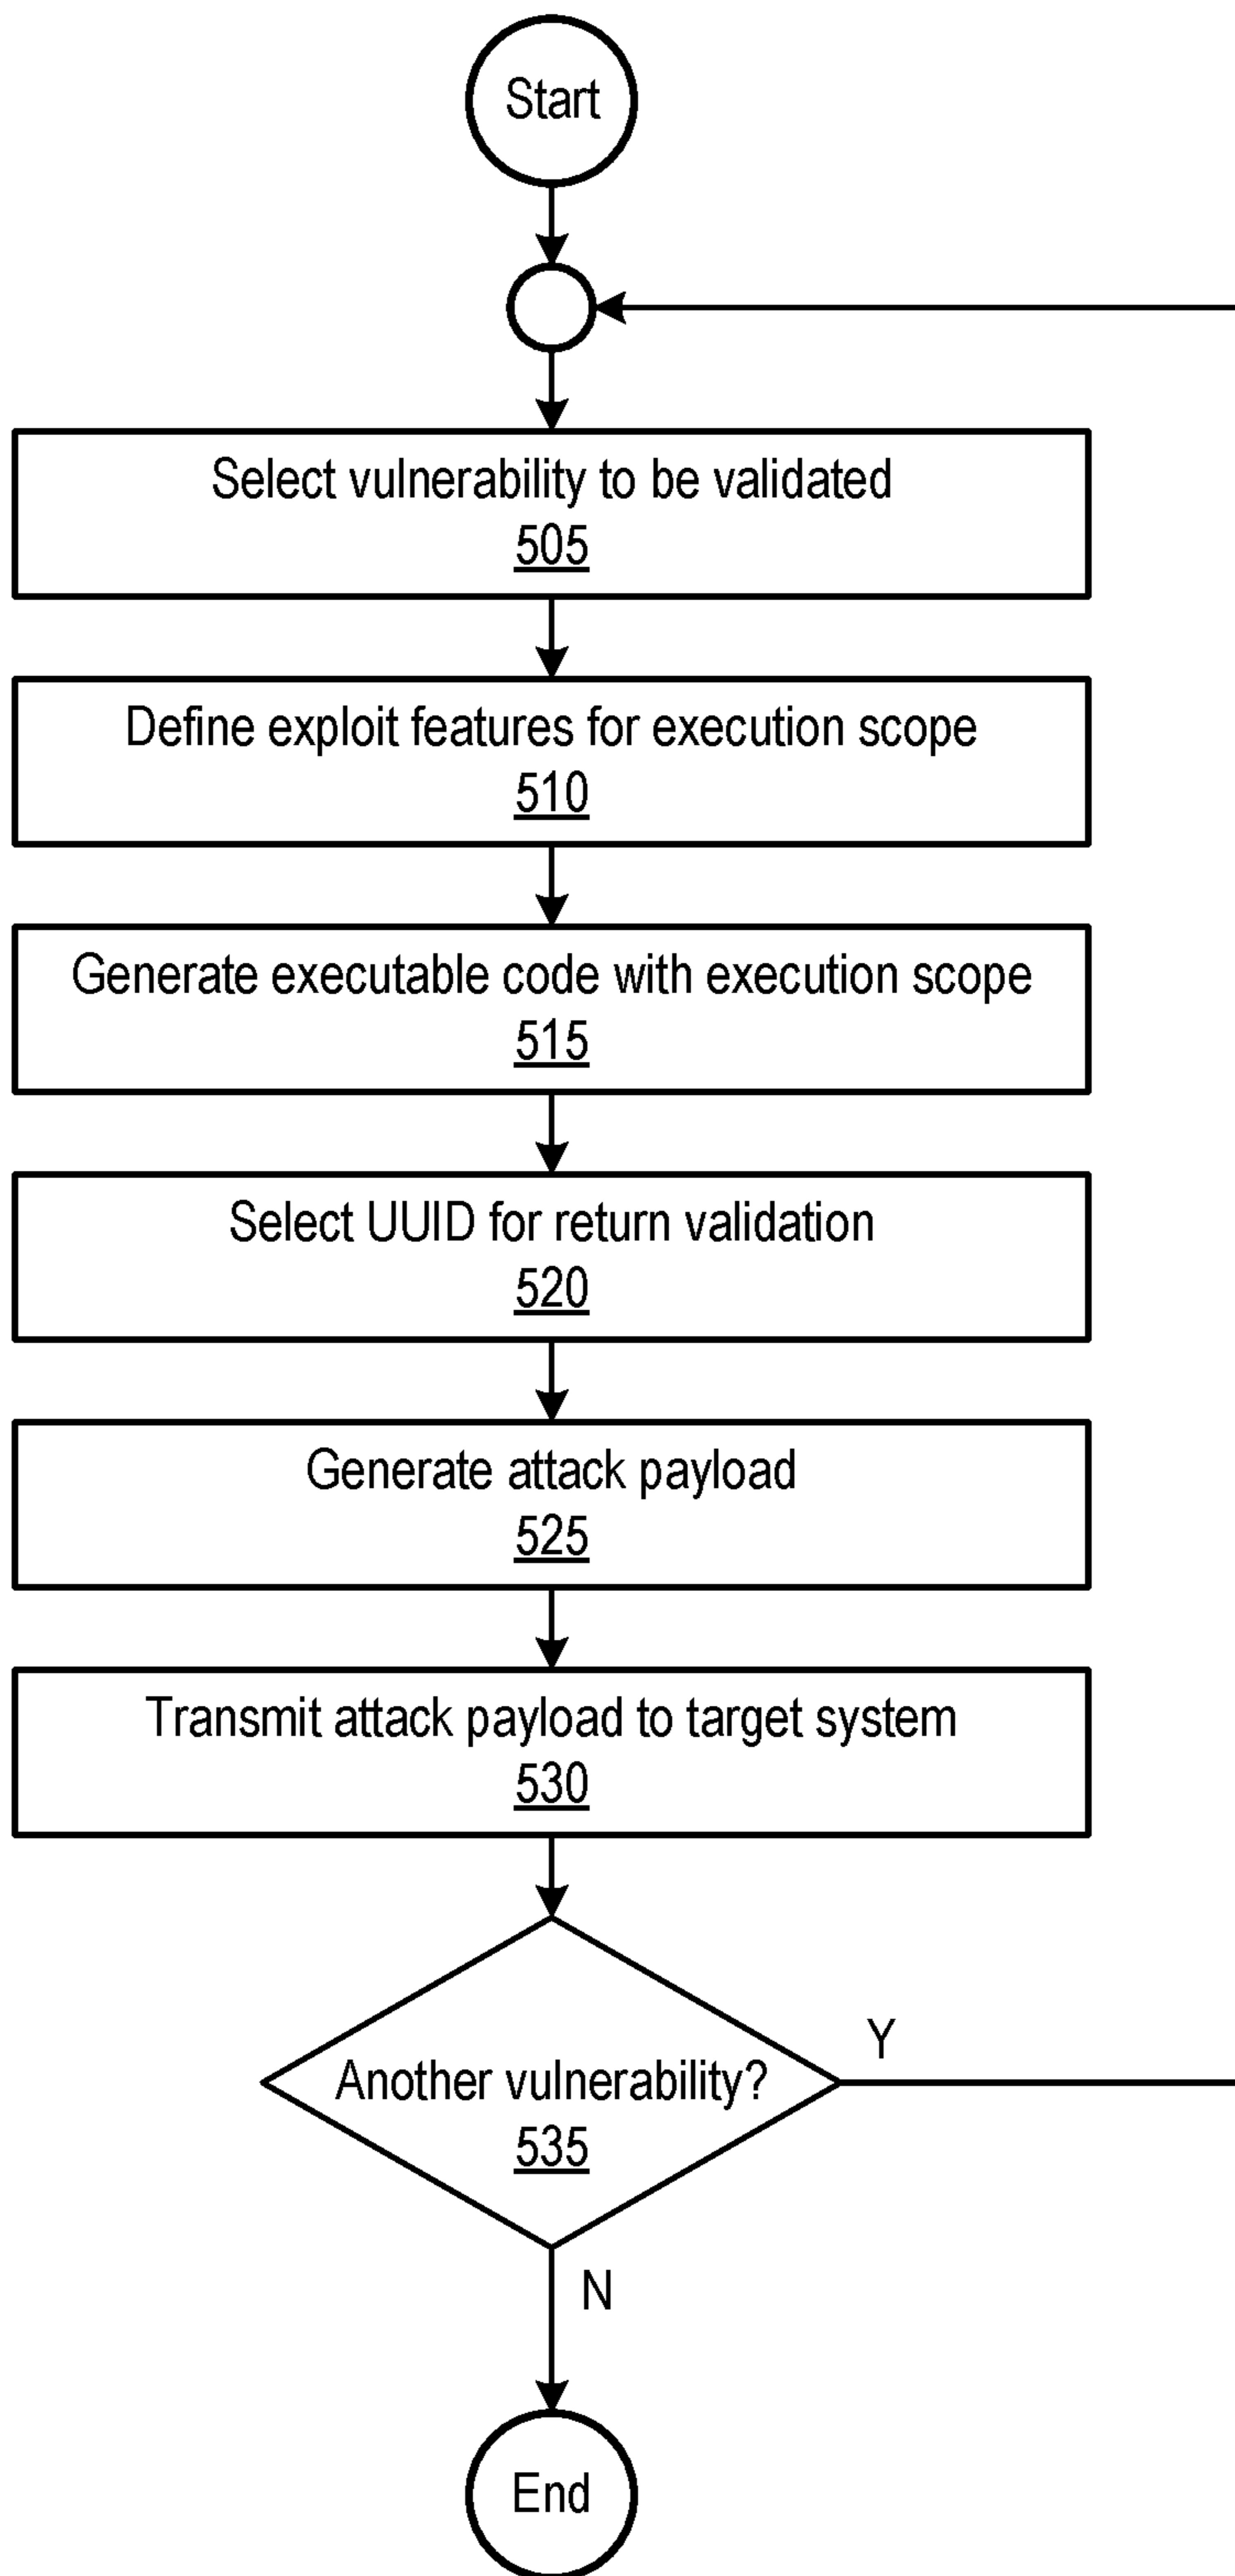 Start
Select vulnerability to be validated
505
Define exploit features for execution scope
510
Generate executable code with execution scope
515
Select UUID for return validation
520
Generate attack payload
525
Transmit attack payload to target system
530
Y
Another vulnerability?
535
N
End